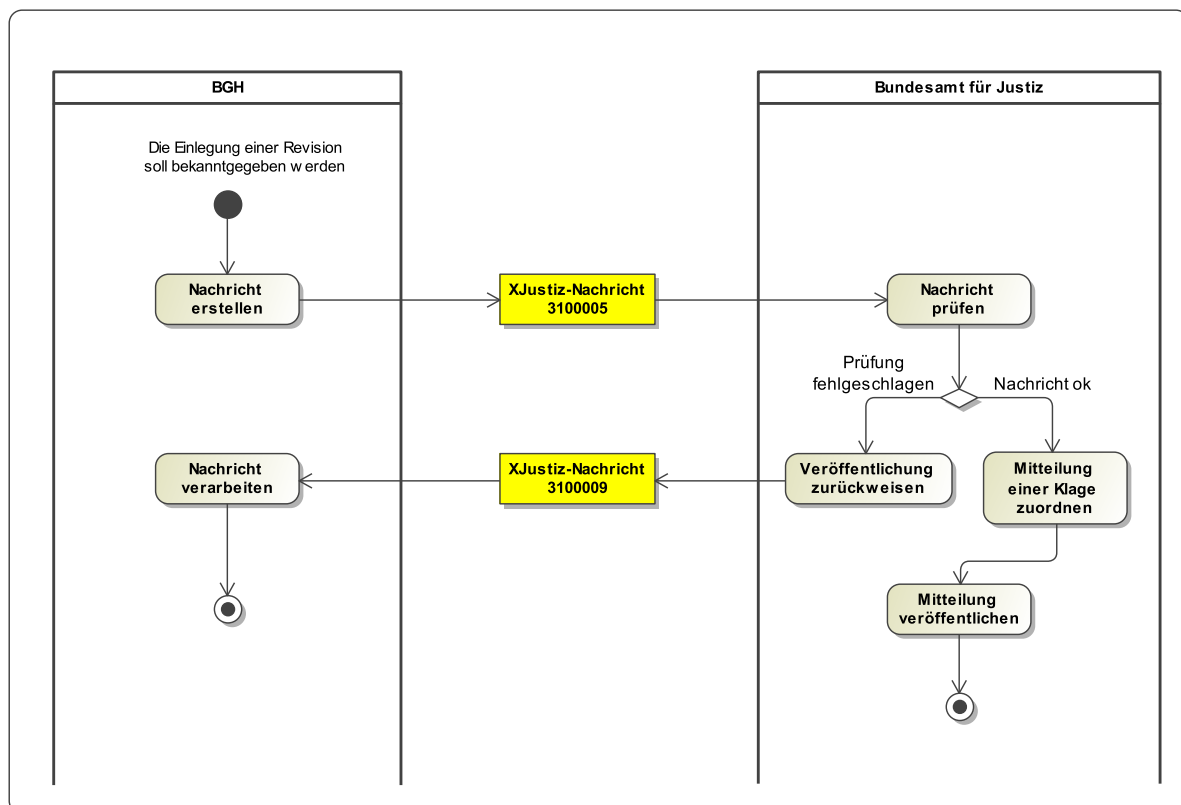 BGH
Bundesamt für Justiz
Die Einlegung einer Revision
soll bekanntgegeben werden
Nachricht
erstellen
XJustiz-Nachricht
3100005
Nachricht
prüfen
Prüfung
fehlgeschlagen
Nachricht ok
Nachricht
verarbeiten
XJustiz-Nachricht
3100009
Veröffentlichung
zurückweisen
Mitteilung
einer Klage
zuordnen
Mitteilung
veröffentlichen